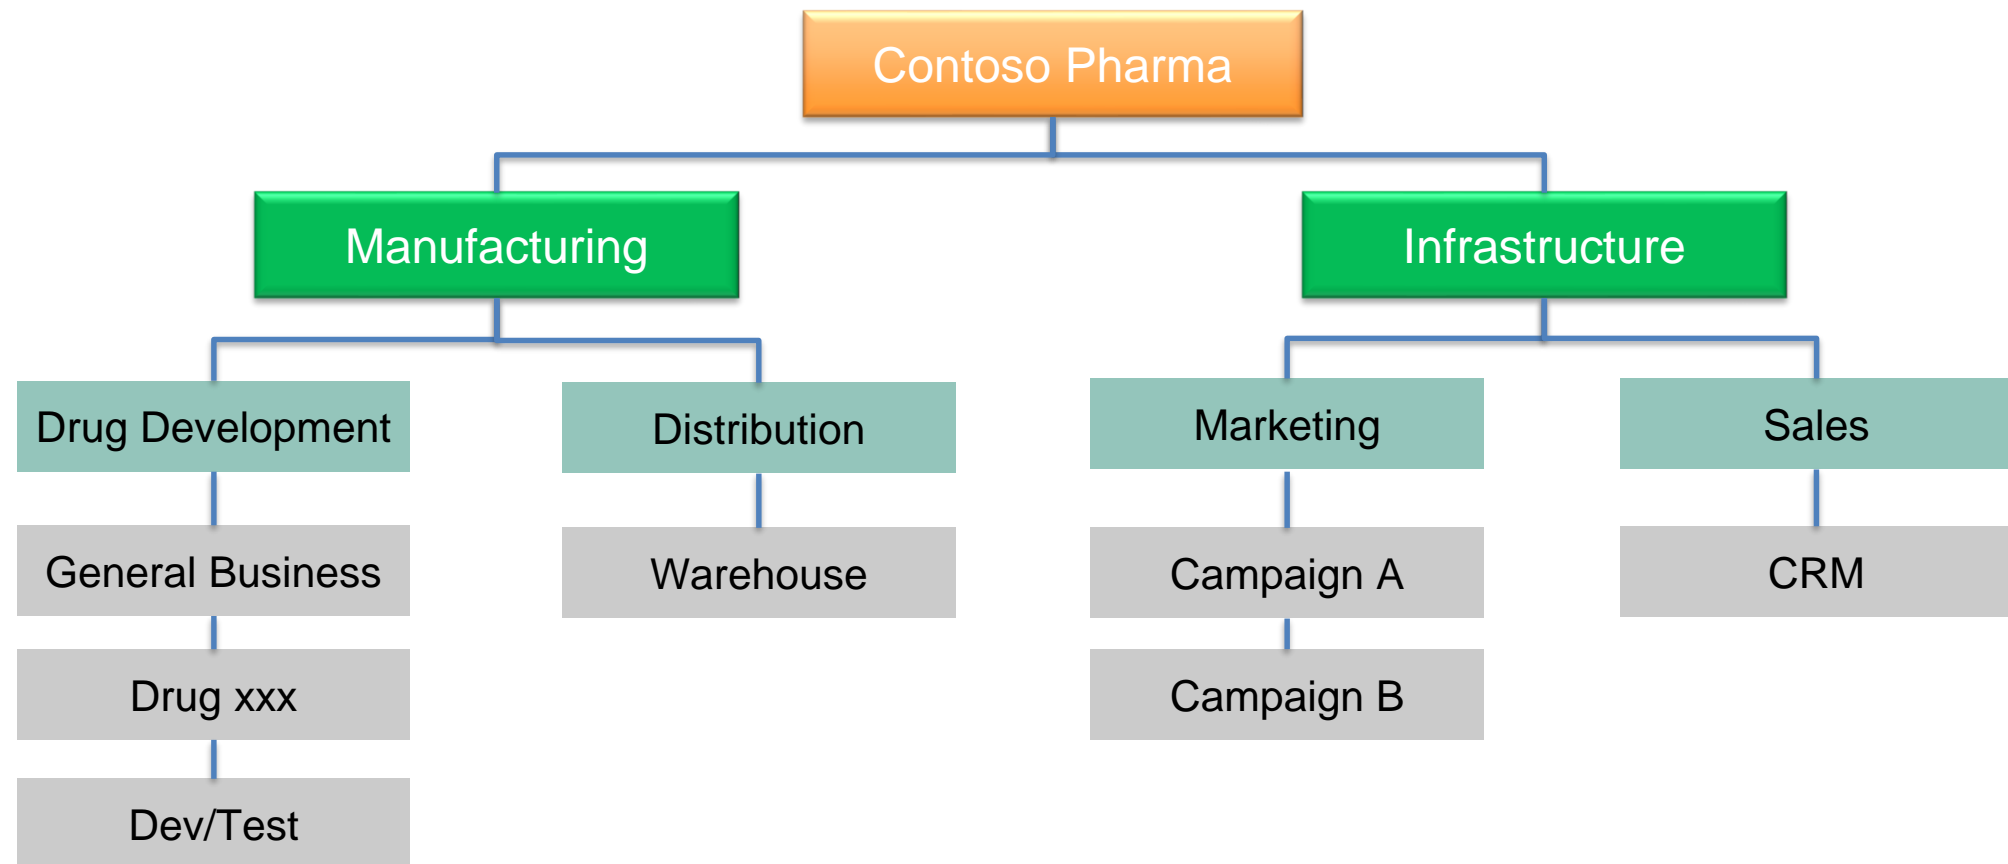 Contoso Pharma
Manufacturing
Infrastructure
Drug Development
Distribution
Marketing
Sales
General Business
Warehouse
Campaign A
CRM
Drug xxx
Campaign B
Dev/Test